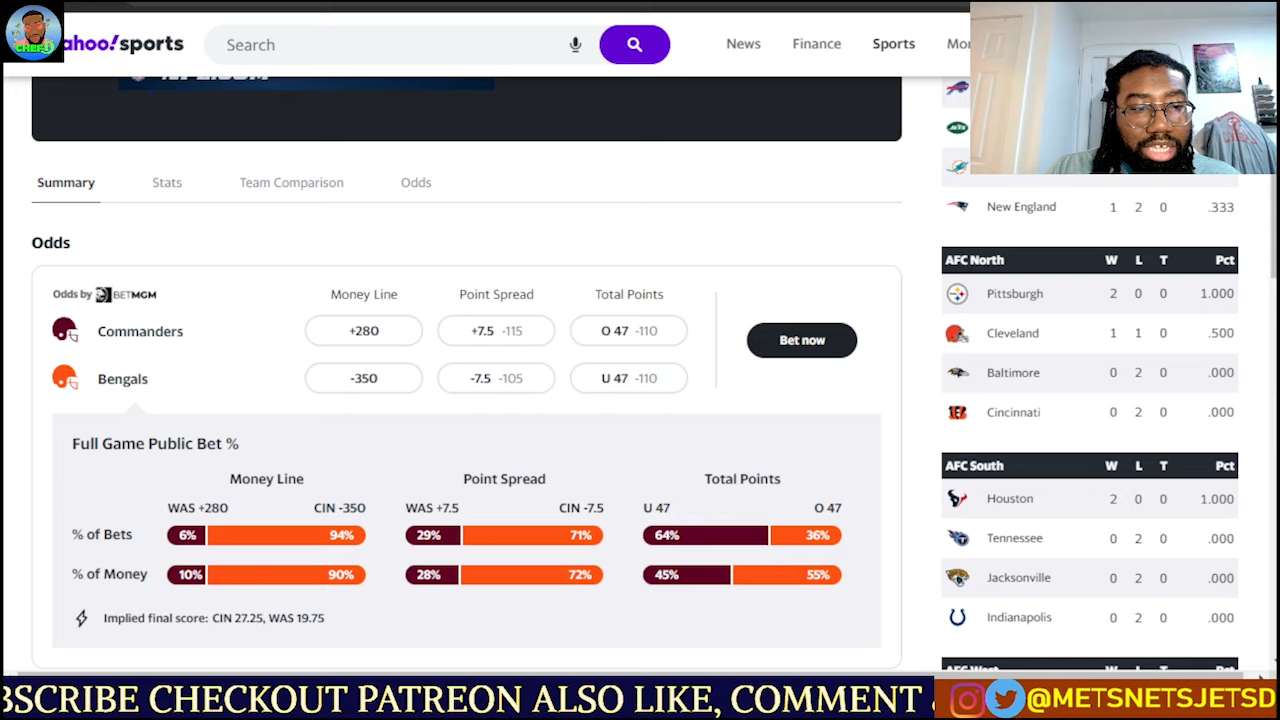 CHEF
ahoo!sports
Search
News
Finance
Sports
Mo
JETS
Summary
Stats
Team Comparison
Odds
New England 1 2 0 .333
Odds
AFC North W L T Pct
Odds by BETMGM
Money Line
Point Spread
Total Points
Pittsburgh 2 0 0 1.000
Commanders +280 +7.5 -115 O 47 -110
Cleveland 1 1 0 .500
Bet now
Bengals -350 -7.5 -105 U 47 -110
Baltimore 0 2 0 .000
Cincinnati 0 2 0 .000
Full Game Public Bet %
AFC South W L T Pct
Money Line
Point Spread
Total Points
Houston 2 0 0 1.000
WAS +280 CIN -350 WAS +7.5 CIN -7.5 U 47 O 47
% of Bets 6% 94% 29% 71% 64% 36%
Tennessee 0 2 0 .000
% of Money 10% 90% 28% 72% 45% 55%
Jacksonville 0 2 0 .000
Implied final score: CIN 27.25, WAS 19.75
Indianapolis 0 2 0 .000
BSCRIBE CHECKOUT PATREON ALSO LIKE, COMMENT
@METSNETSJETSD